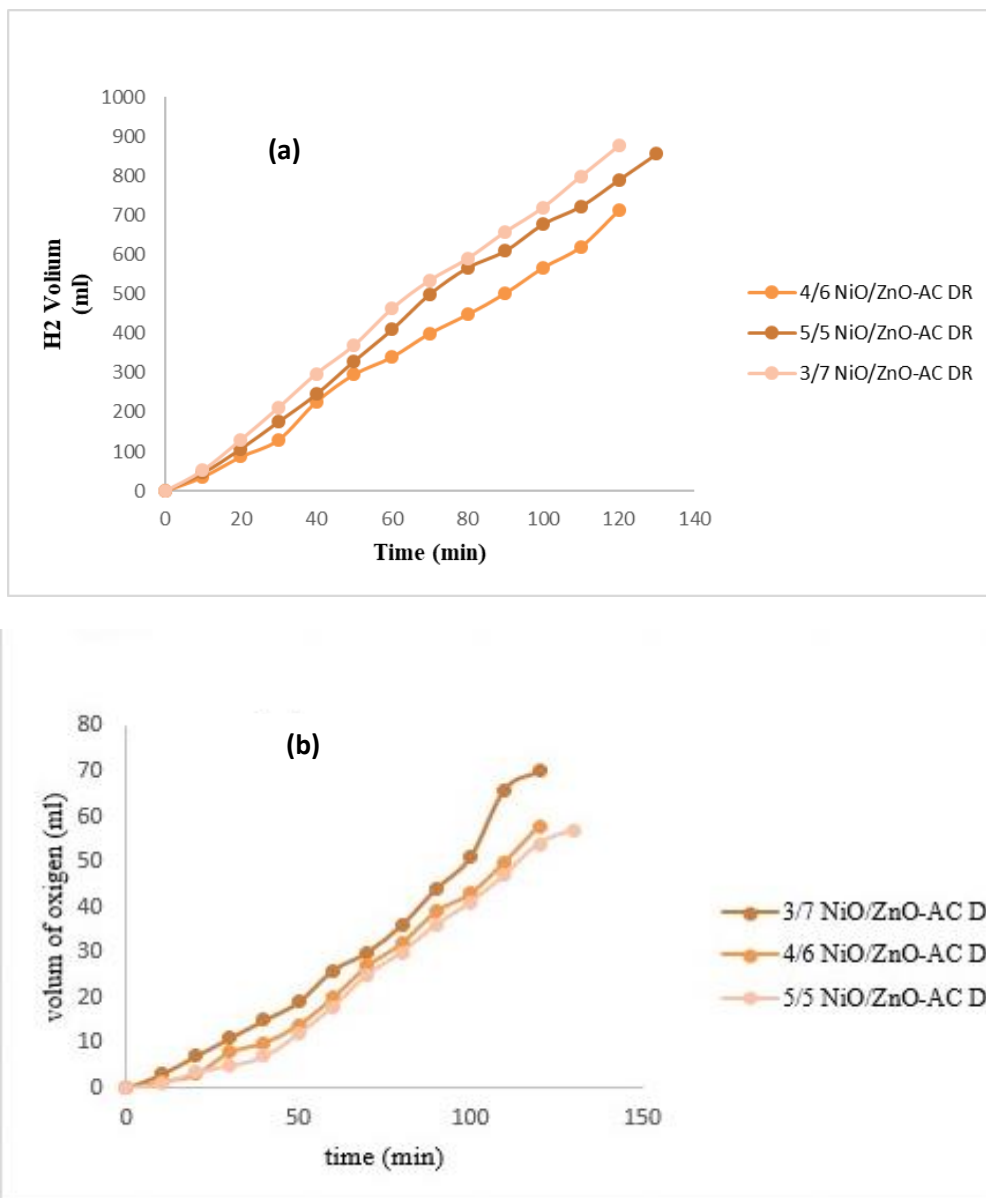 (a)
H2 Volium
(ml)
1000
900
800
700
600
500
400
300
200
100
0
0 20 40 60 80 100 120 140
Time (min)
4/6 NiO/ZnO-AC DR
5/5 NiO/ZnO-AC DR
3/7 NiO/ZnO-AC DR
(b)
volum of oxigen (ml)
80
70
60
50
40
30
20
10
0
0 50 100 150
time (min)
3/7 NiO/ZnO-AC D
4/6 NiO/ZnO-AC D
5/5 NiO/ZnO-AC D